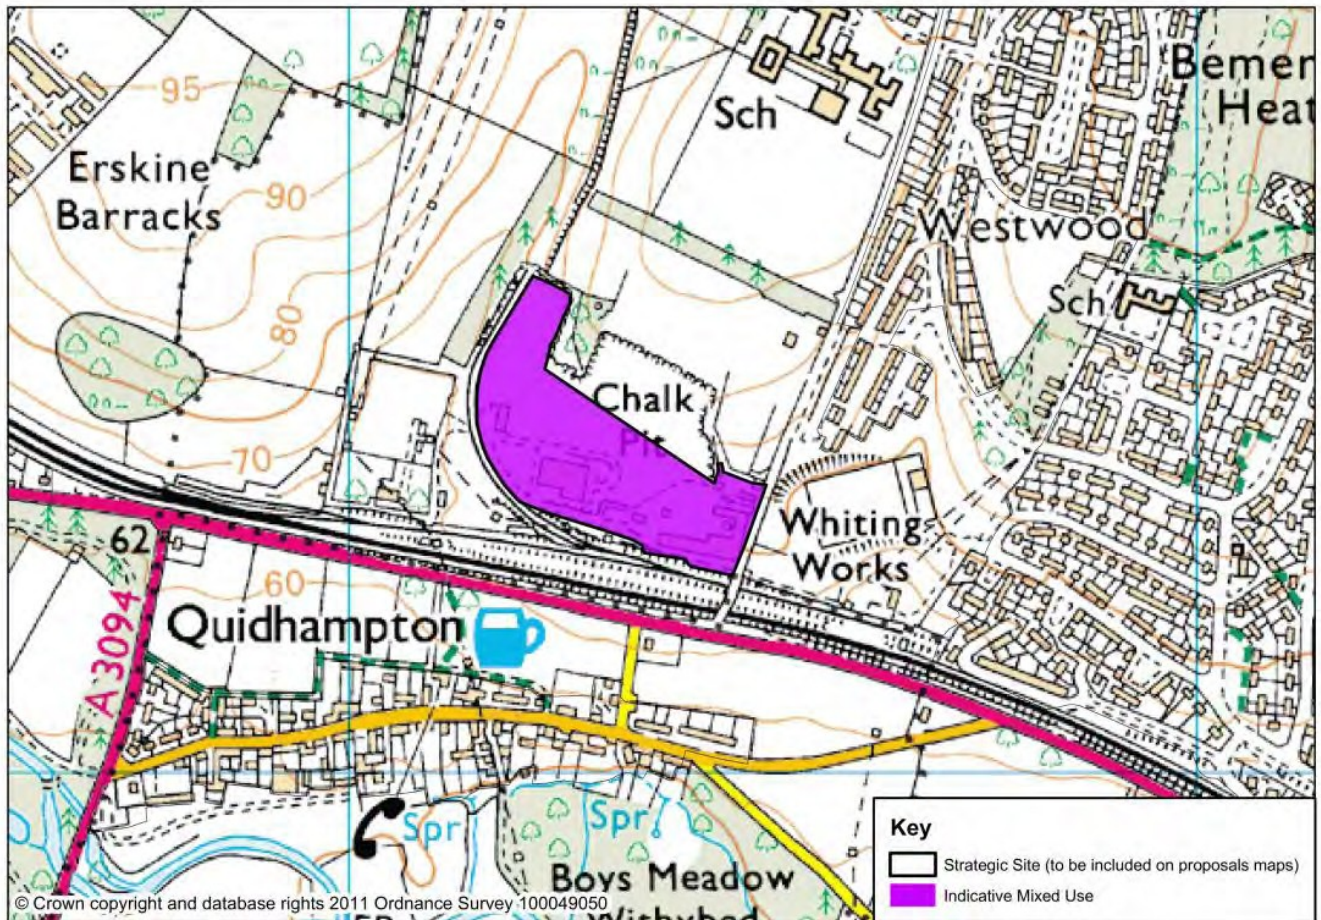 95
Sch
Bemer
Heat
Erskine
Barracks
90
Westwood
80
Sch
Chalk
Pit
70
Whiting
Works
62
60
Quidhampton
A 3094
Spr
Spr
Boys Meadow
Withybed
Key
Strategic Site (to be included on proposals maps)
Indicative Mixed Use
© Crown copyright and database rights 2011 Ordnance Survey 100049050